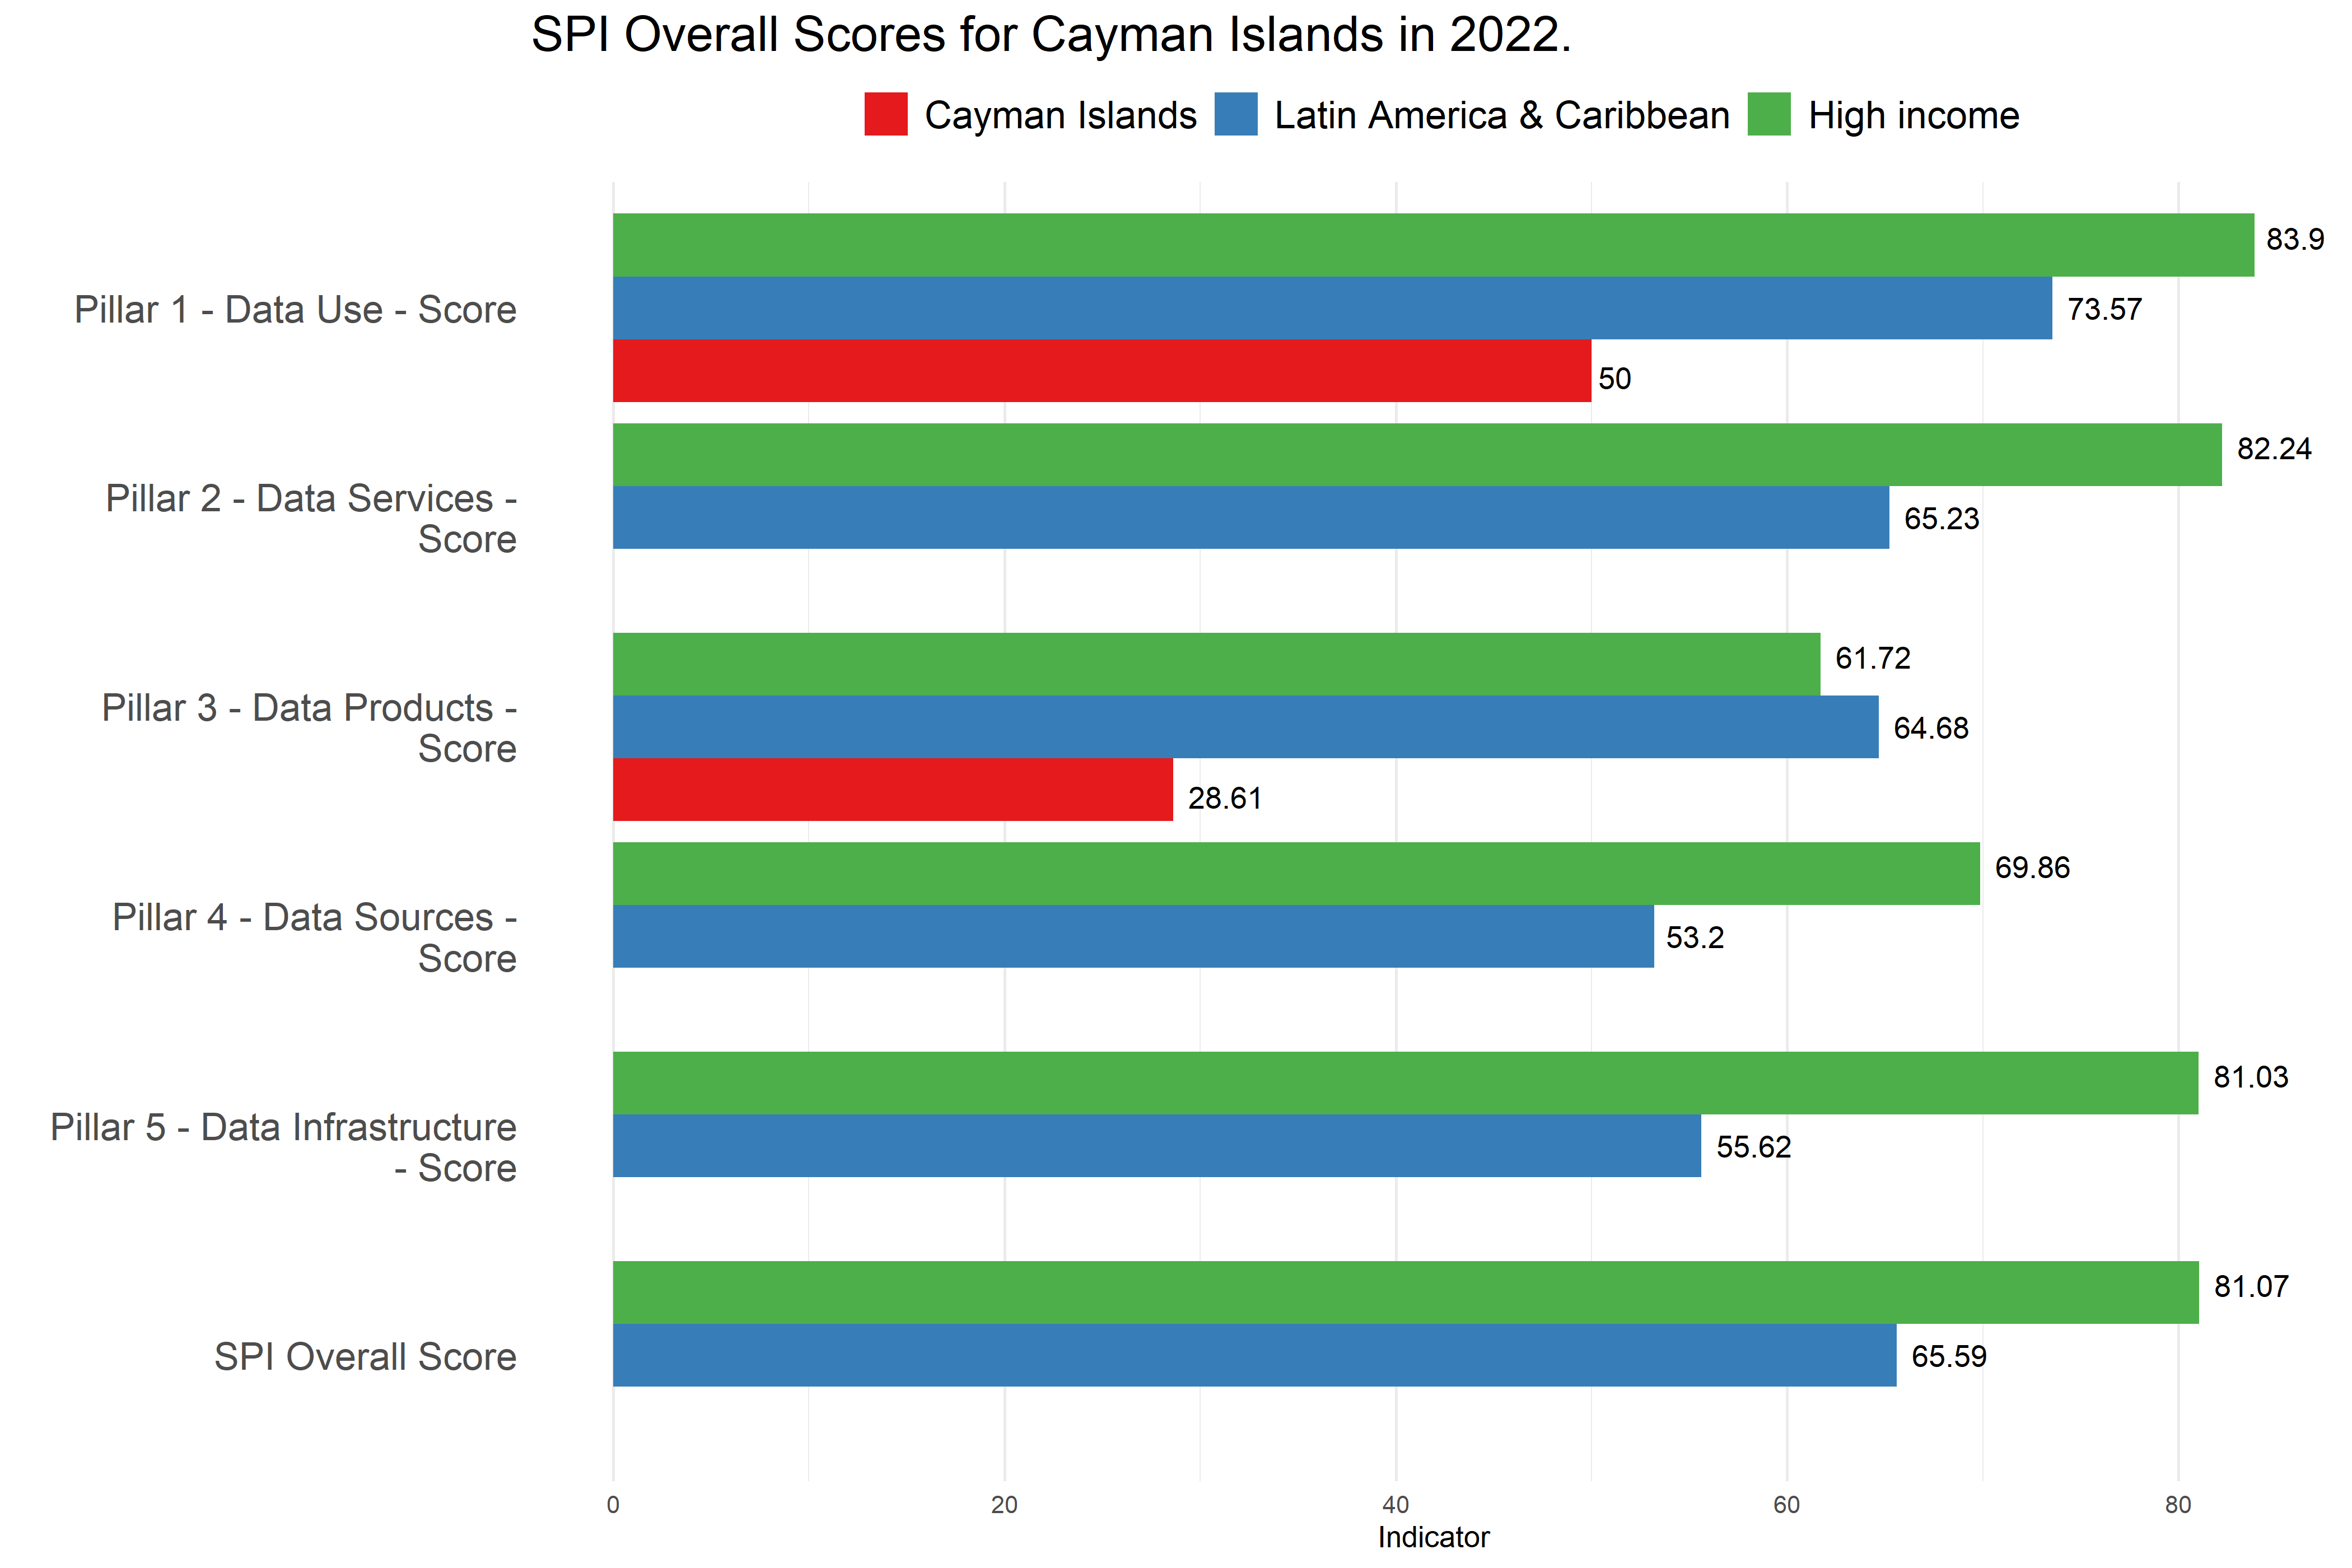 SPI Overall Scores for Cayman Islands in 2022.
Cayman Islands Latin America & Caribbean High income
83.9
Pillar 1 - Data Use - Score
73.57
50
82.24
Pillar 2 - Data Services -
Score
65.23
61.72
Pillar 3 - Data Products -
Score
64.68
28.61
69.86
Pillar 4 - Data Sources -
Score
53.2
81.03
Pillar 5 - Data Infrastructure
- Score
55.62
81.07
SPI Overall Score
65.59
0 20 40 60 80
Indicator